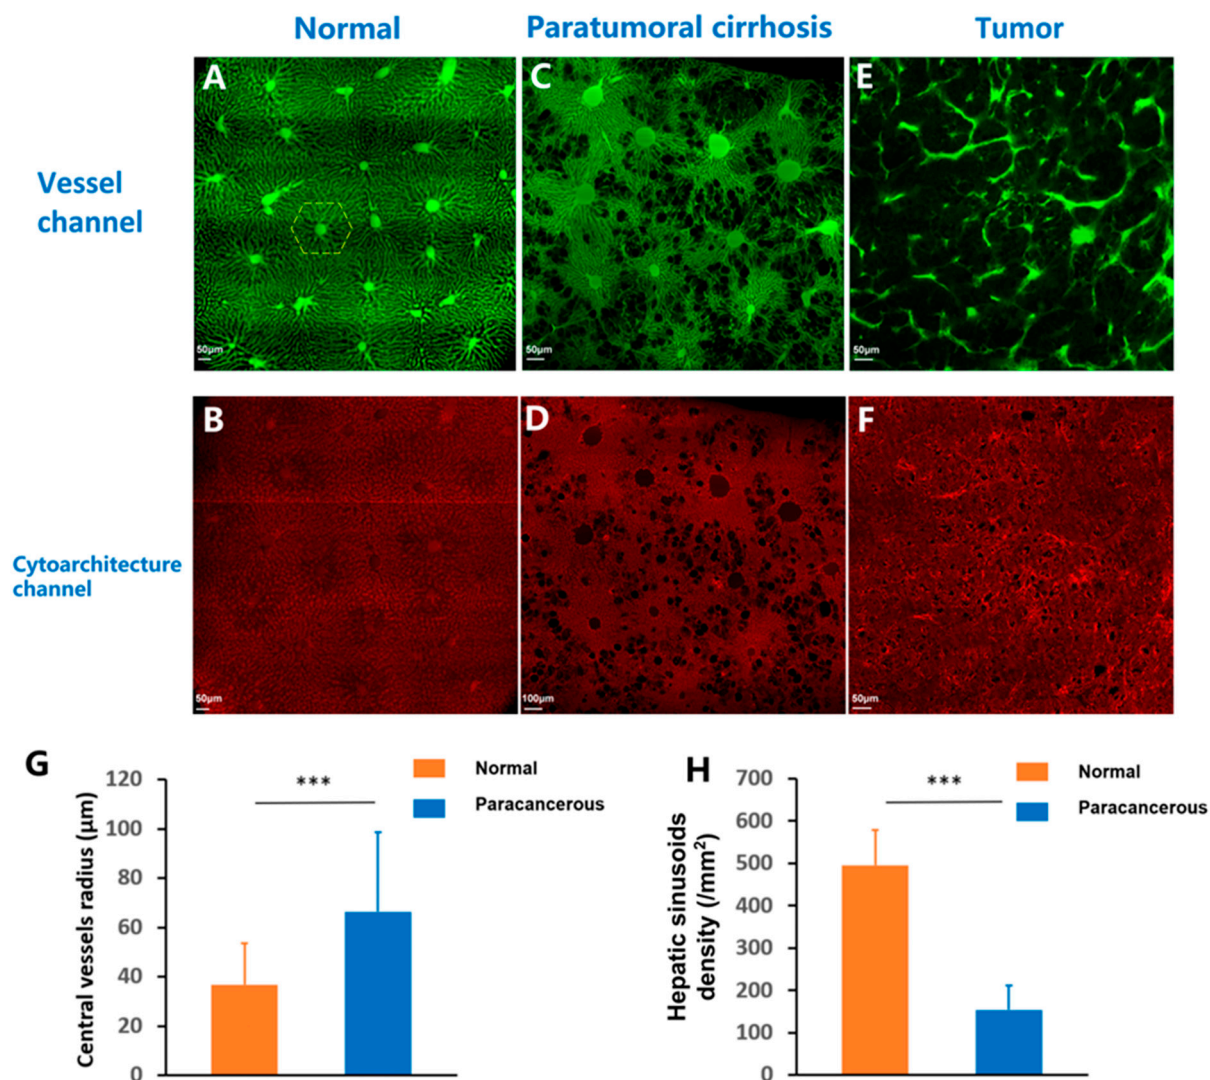 Normal
Paratumoral cirrhosis
Tumor
Vessel
channel
A
C
E
50μm
50μm
50μm
Cytoarchitecture
channel
B
D
F
50μm
100μm
50μm
G
Central vessels radius (μm)
120
100
80
60
40
20
0
***
Normal
Paracancerous
H
Hepatic sinusoids
density (/mm²)
700
600
500
400
300
200
100
0
***
Normal
Paracancerous